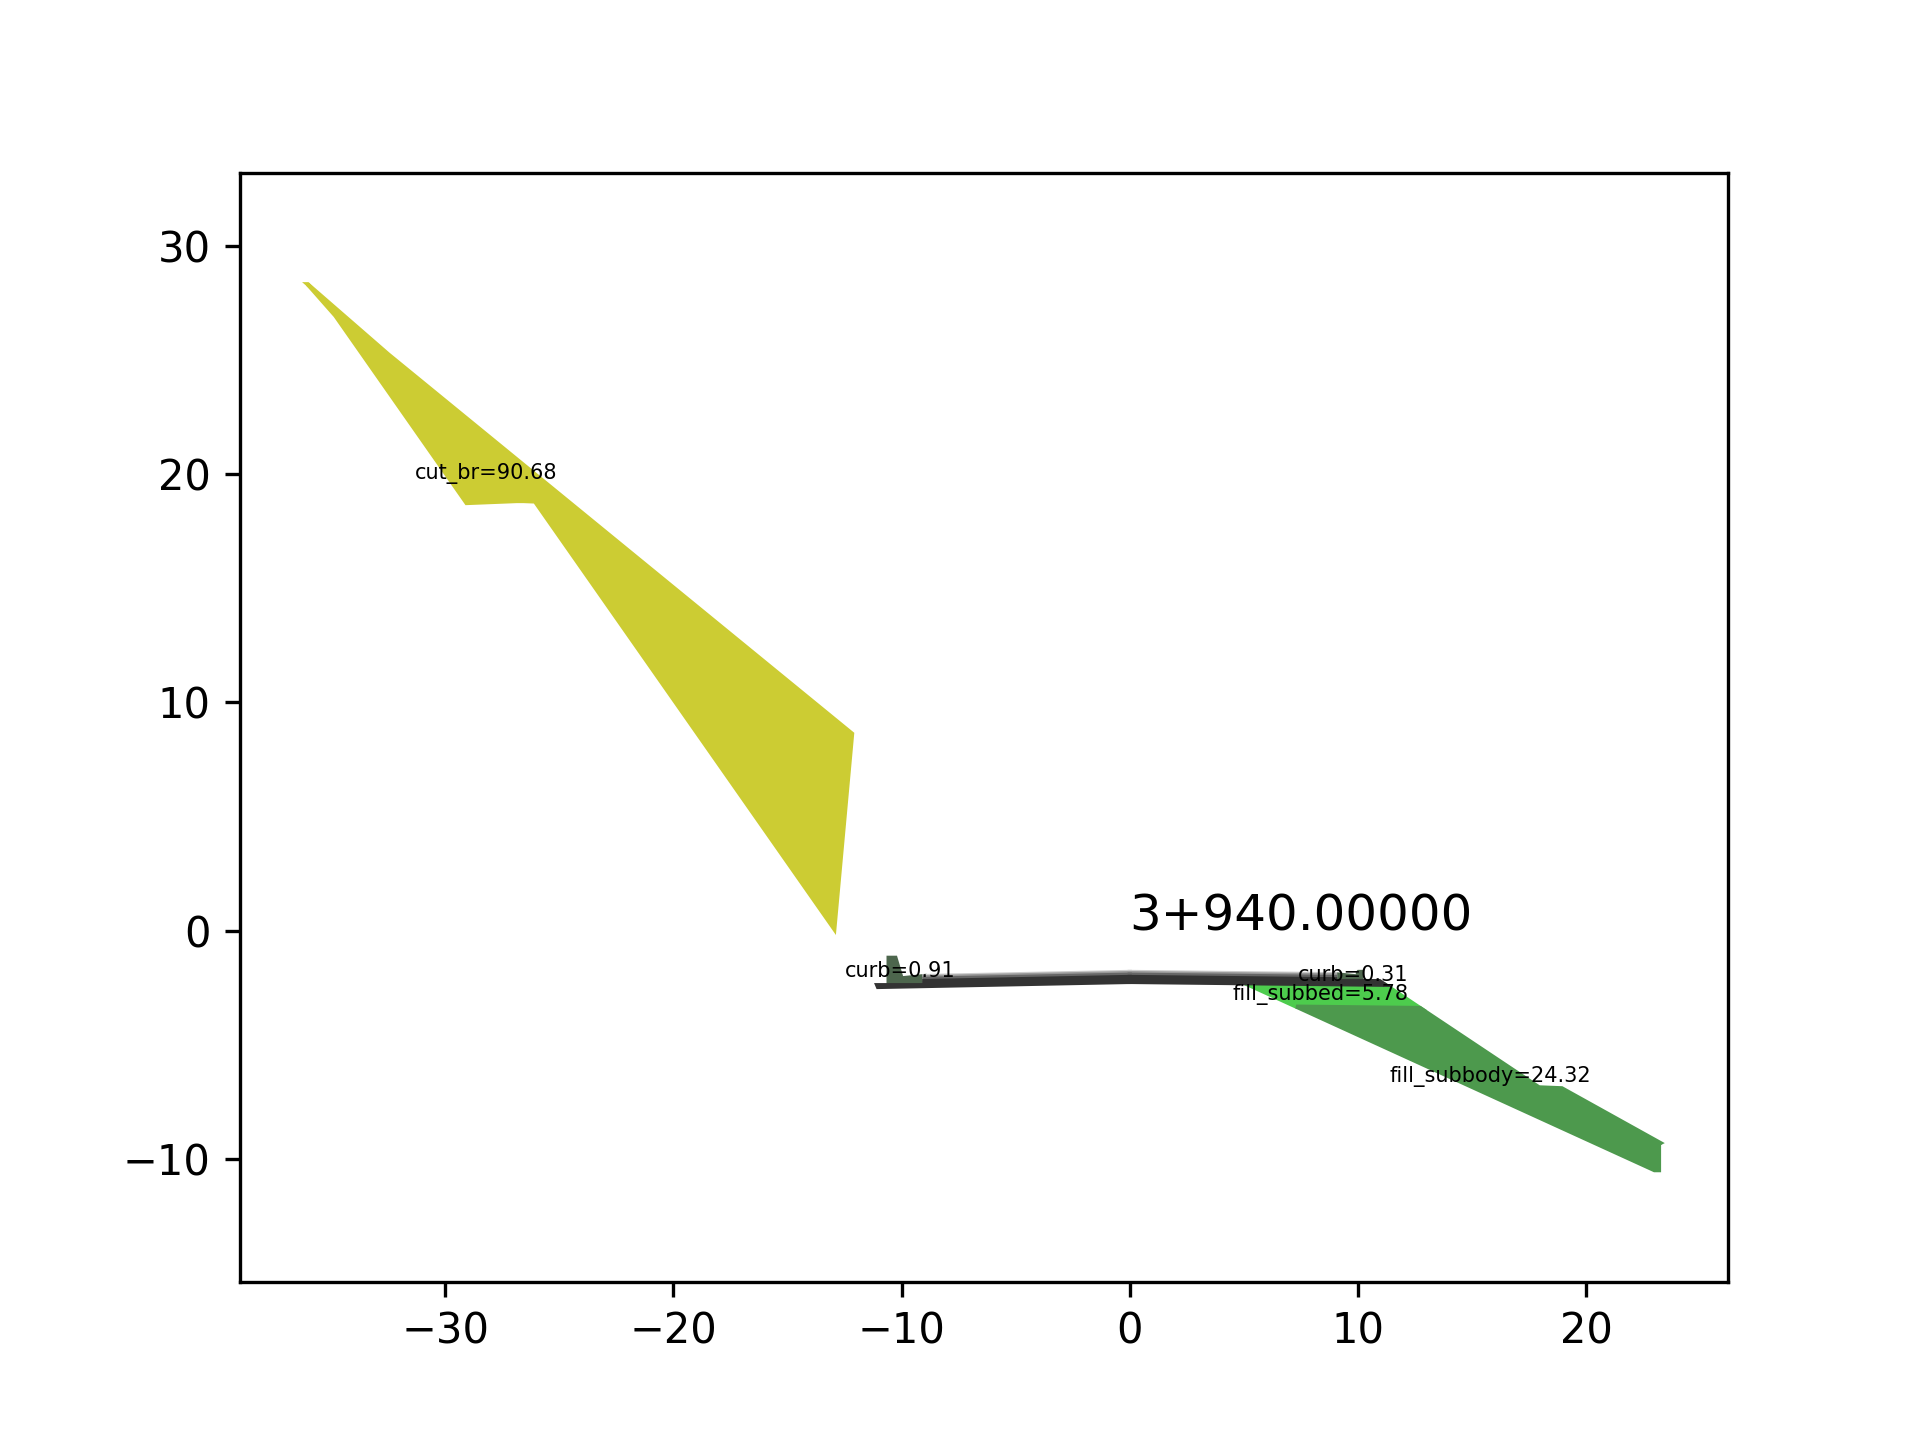 30
20
10
0
−10
cut_br=90.68
3+940.00000
curb=0.91
curb=0.31
fill_subbed=5.78
fill_subbody=24.32
−30 −20 −10 0 10 20